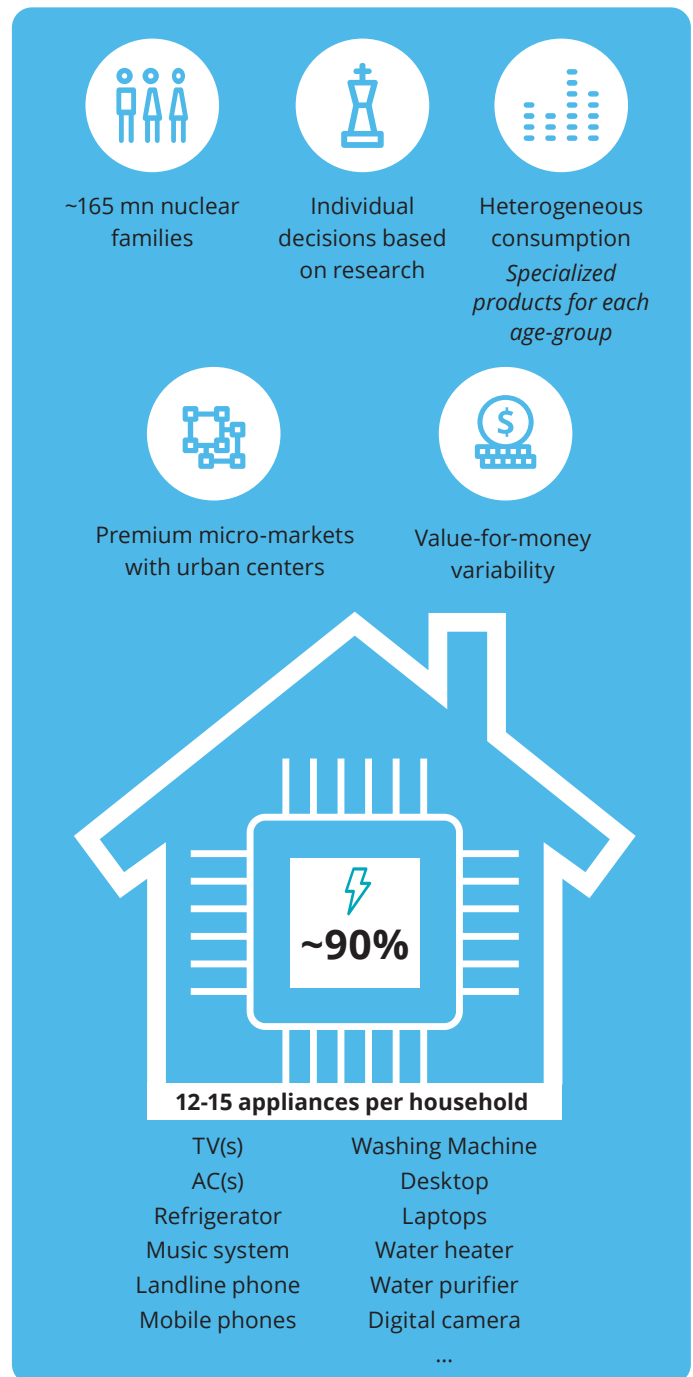 ~165 mn nuclear
families
Individual
decisions based
on research
Heterogeneous
consumption
Specialized
products for each
age-group
$
Premium micro-markets
with urban centers
Value-for-money
variability
~90%
12-15 appliances per household
TV(s)
AC(s)
Refrigerator
Music system
Landline phone
Mobile phones
Washing Machine
Desktop
Laptops
Water heater
Water purifier
Digital camera
...